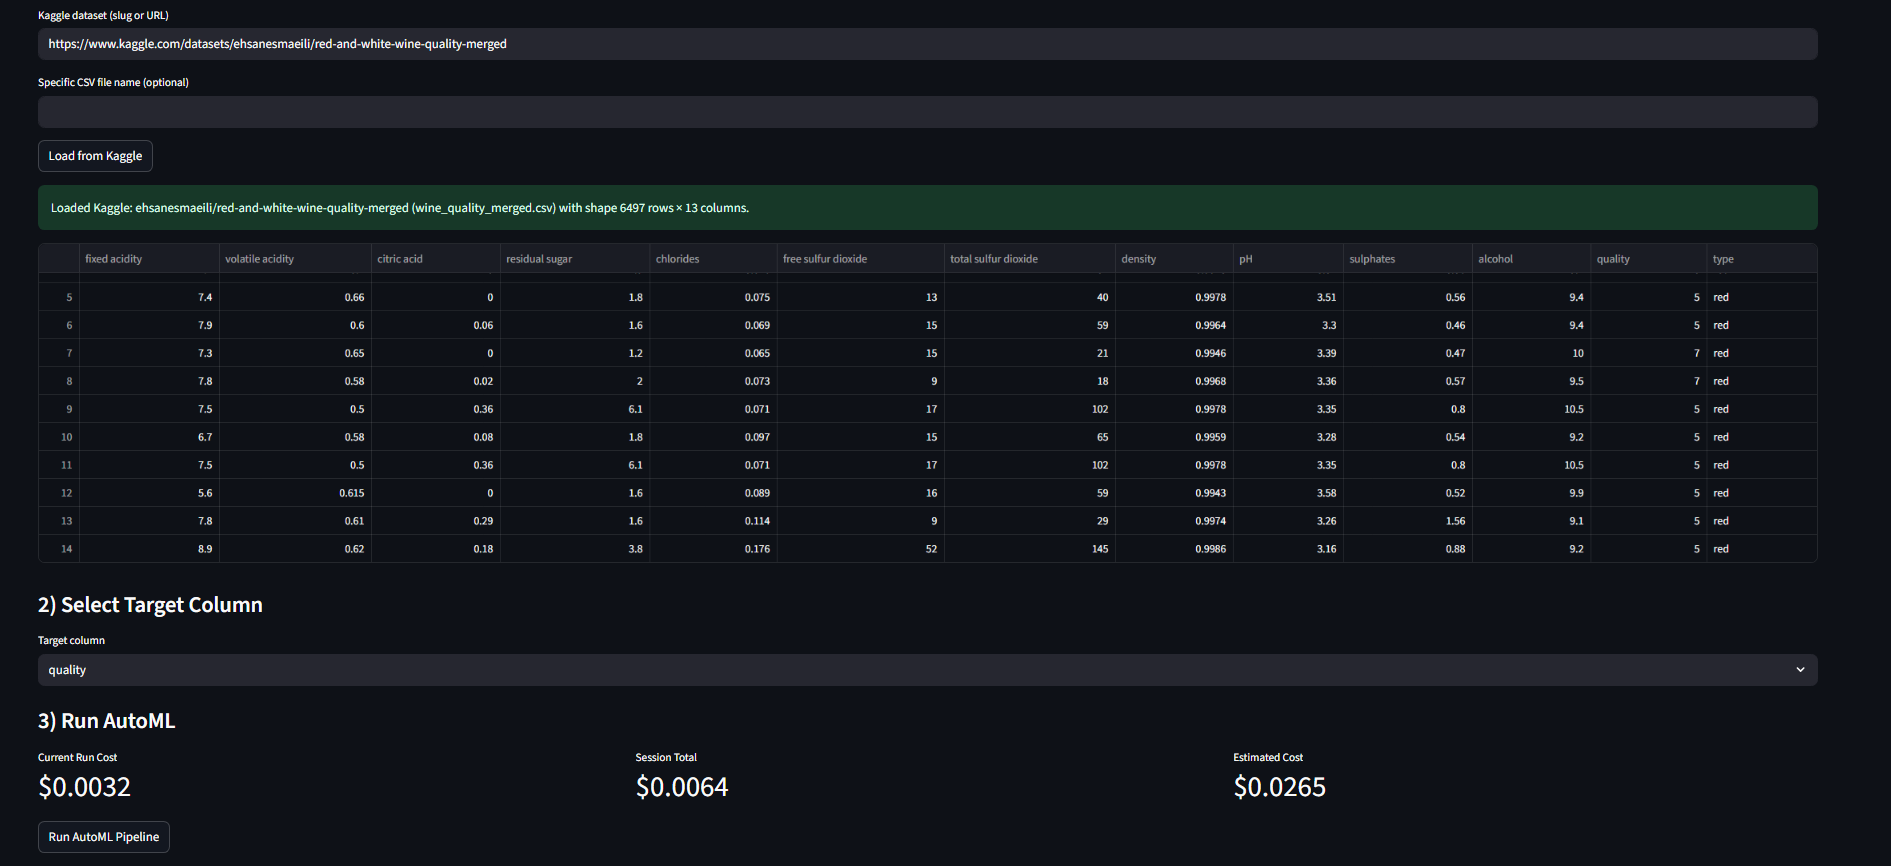 Kaggle dataset (slug or URL)
https://www.kaggle.com/datasets/ehsanesmaeili/red-and-white-wine-quality-merged
Specific CSV file name (optional)
Load from Kaggle
Loaded Kaggle: ehsanesmaeili/red-and-white-wine-quality-merged (wine_quality_merged.csv) with shape 6497 rows × 13 columns.
fixed acidity volatile acidity citric acid residual sugar chlorides free sulfur dioxide total sulfur dioxide density pH sulphates alcohol quality type
5 7.4 0.66 0 1.8 0.075 13 40 0.9978 3.51 0.56 9.4 5 red
6 7.9 0.6 0.06 1.6 0.069 15 59 0.9964 3.3 0.46 9.4 5 red
7 7.3 0.65 0 1.2 0.065 15 21 0.9946 3.39 0.47 10 7 red
8 7.8 0.58 0.02 2 0.073 9 18 0.9968 3.36 0.57 9.5 7 red
9 7.5 0.5 0.36 6.1 0.071 17 102 0.9978 3.35 0.8 10.5 5 red
10 6.7 0.58 0.08 1.8 0.097 15 65 0.9959 3.28 0.54 9.2 5 red
11 7.5 0.5 0.36 6.1 0.071 17 102 0.9978 3.35 0.8 10.5 5 red
12 5.6 0.615 0 1.6 0.089 16 59 0.9943 3.58 0.52 9.9 5 red
13 7.8 0.61 0.29 1.6 0.114 9 29 0.9974 3.26 1.56 9.1 5 red
14 8.9 0.62 0.18 3.8 0.176 52 145 0.9986 3.16 0.88 9.2 5 red
2) Select Target Column
Target column
quality
3) Run AutoML
Current Run Cost Session Total Estimated Cost
$0.0032 $0.0064 $0.0265
Run AutoML Pipeline